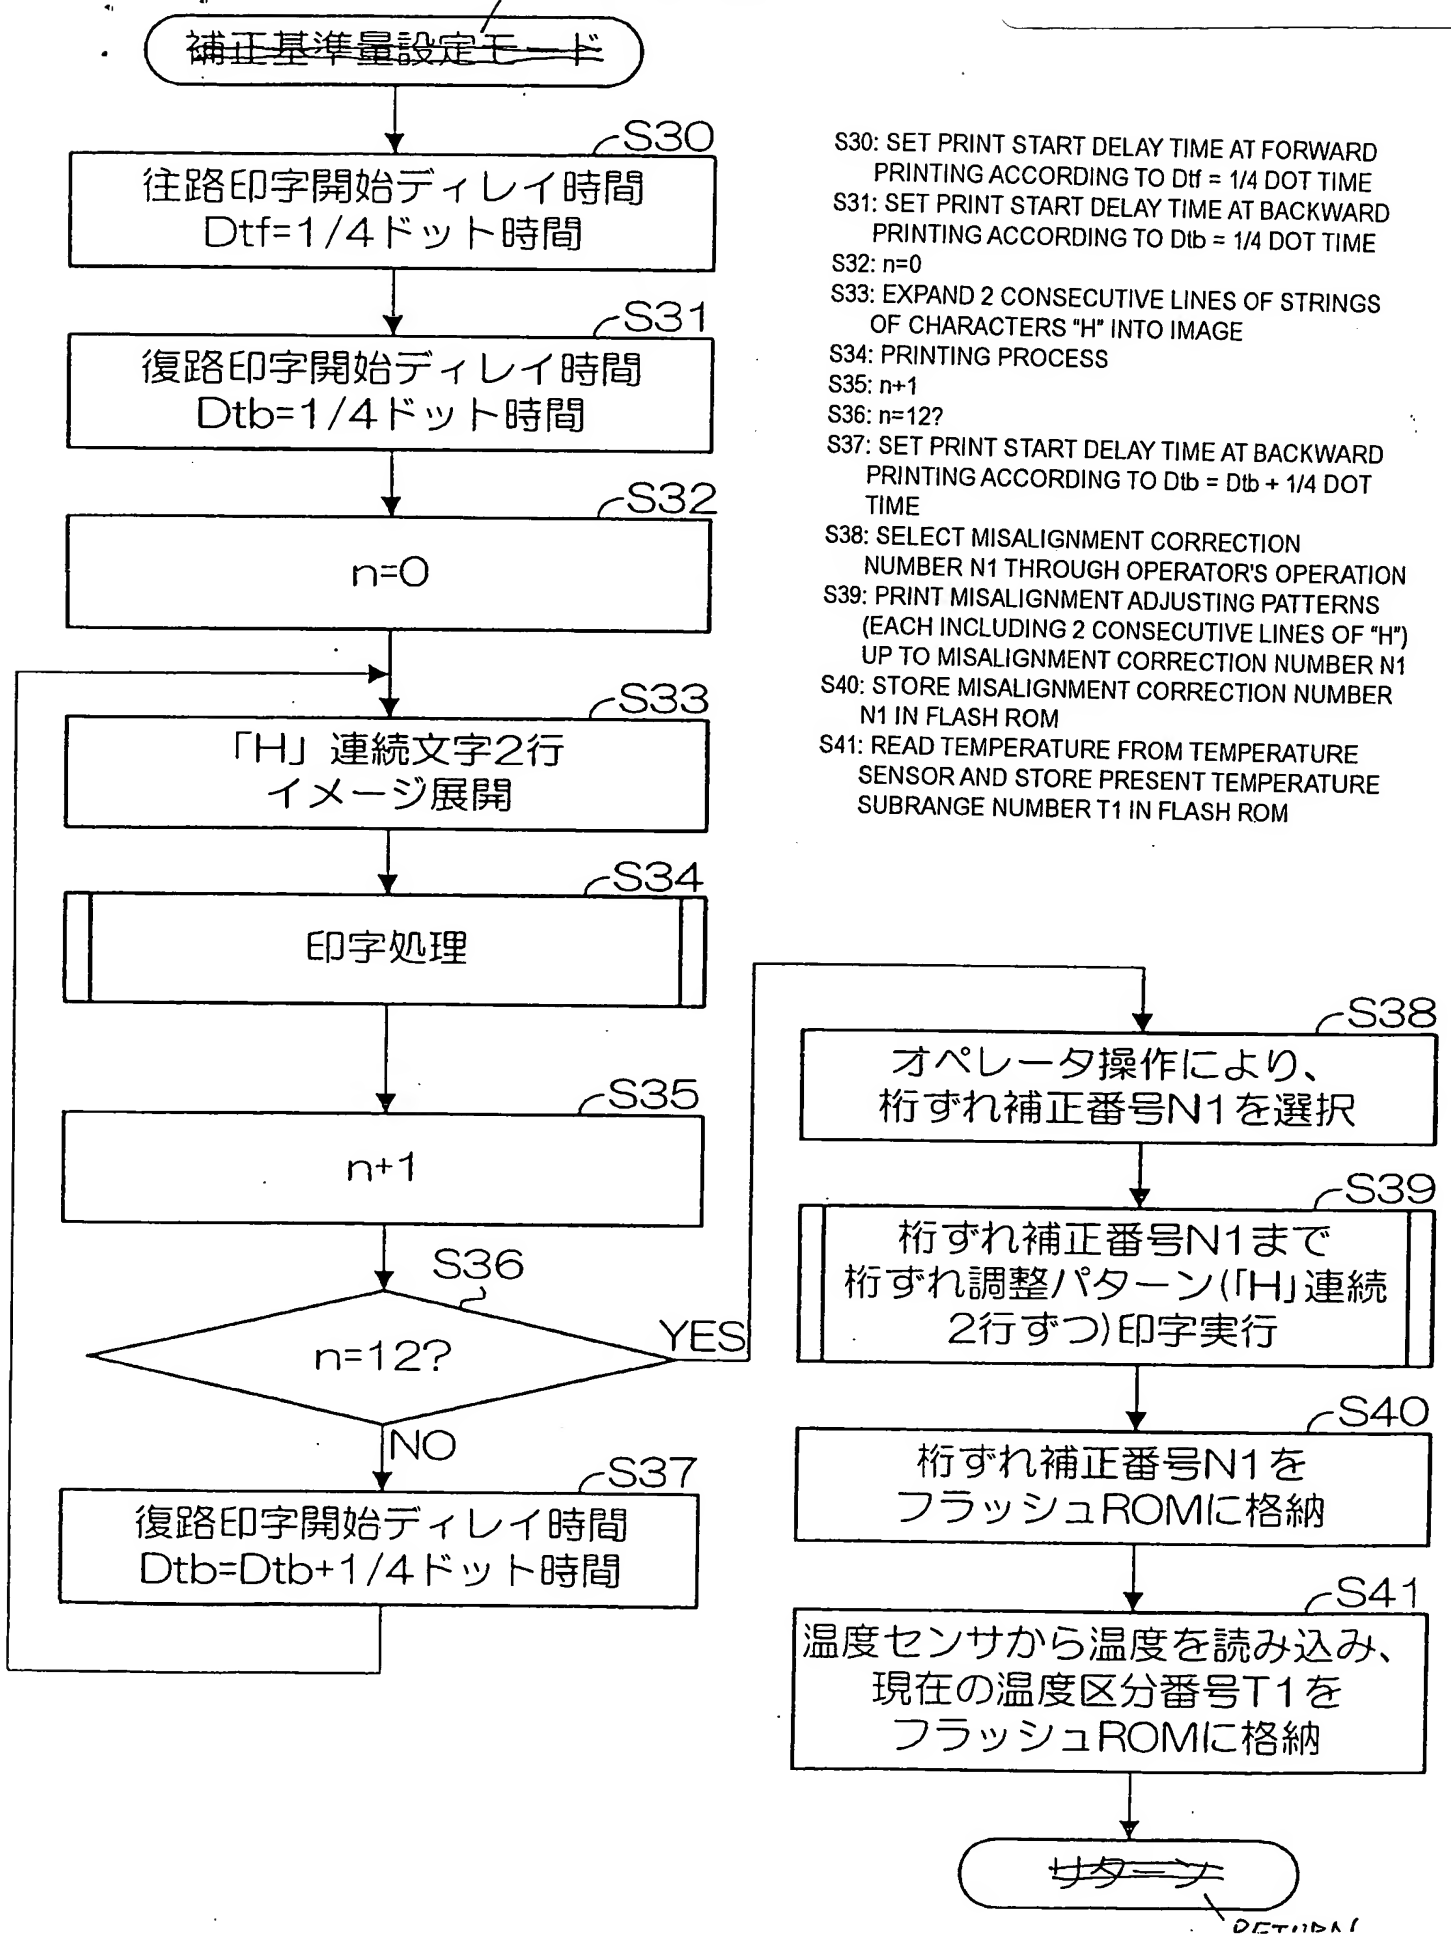 補正基準量設定モード
S30
往路印字開始ディレイ時間
Dtf=1/4ドット時間
S31
復路印字開始ディレイ時間
Dtb=1/4ドット時間
S32
n=0
S33
「H」連続文字2行
イメージ展開
S34
印字処理
S35
n+1
S36
n=12?
YES
NO
S37
復路印字開始ディレイ時間
Dtb=Dtb+1/4ドット時間
S30: SET PRINT START DELAY TIME AT FORWARD
PRINTING ACCORDING TO Dtf = 1/4 DOT TIME
S31: SET PRINT START DELAY TIME AT BACKWARD
PRINTING ACCORDING TO Dtb = 1/4 DOT TIME
S32: n=0
S33: EXPAND 2 CONSECUTIVE LINES OF STRINGS
OF CHARACTERS "H" INTO IMAGE
S34: PRINTING PROCESS
S35: n+1
S36: n=12?
S37: SET PRINT START DELAY TIME AT BACKWARD
PRINTING ACCORDING TO Dtb = Dtb + 1/4 DOT
TIME
S38: SELECT MISALIGNMENT CORRECTION
NUMBER N1 THROUGH OPERATOR'S OPERATION
S39: PRINT MISALIGNMENT ADJUSTING PATTERNS
(EACH INCLUDING 2 CONSECUTIVE LINES OF "H")
UP TO MISALIGNMENT CORRECTION NUMBER N1
S40: STORE MISALIGNMENT CORRECTION NUMBER
N1 IN FLASH ROM
S41: READ TEMPERATURE FROM TEMPERATURE
SENSOR AND STORE PRESENT TEMPERATURE
SUBRANGE NUMBER T1 IN FLASH ROM
S38
オペレータ操作により、
桁ずれ補正番号N1を選択
S39
桁ずれ補正番号N1まで
桁ずれ調整パターン(「H」連続
2行ずつ)印字実行
S40
桁ずれ補正番号N1を
フラッシュROMに格納
S41
温度センサから温度を読み込み、
現在の温度区分番号T1を
フラッシュROMに格納
リターン
RETURN